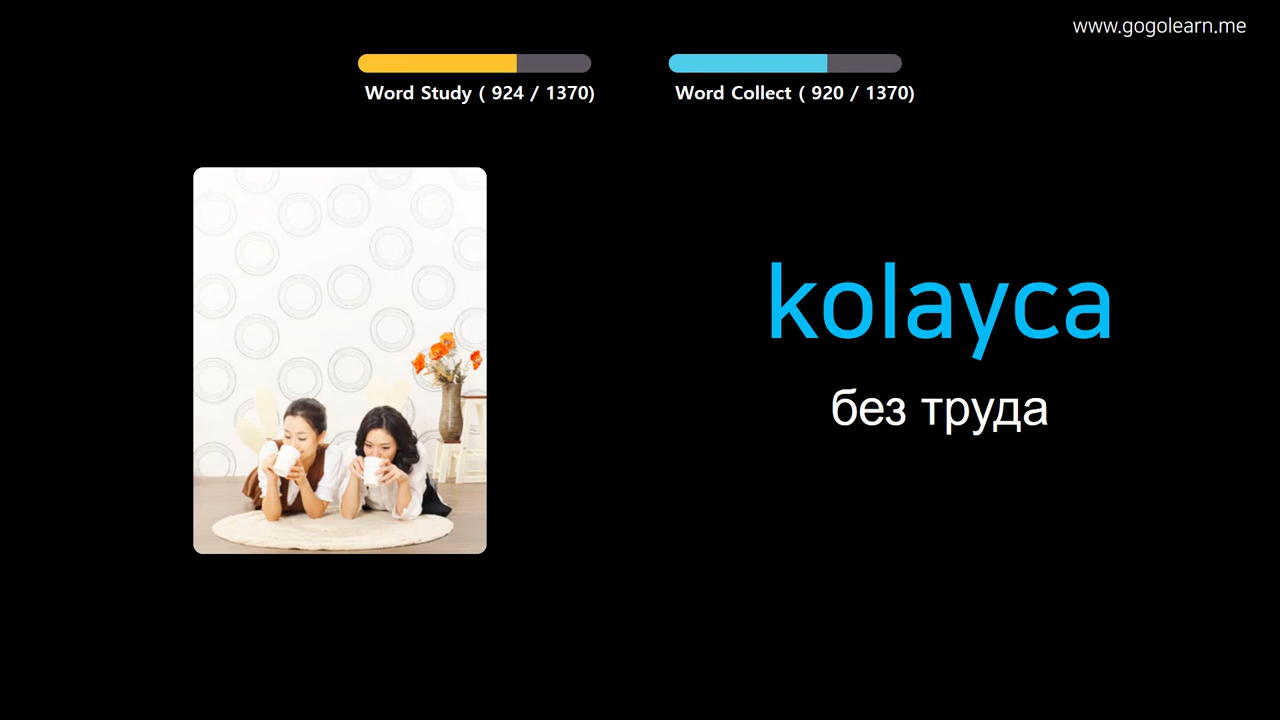 www.gogolearn.me
Word Study ( 924 / 1370)
Word Collect ( 920 / 1370)
kolayca
без труда